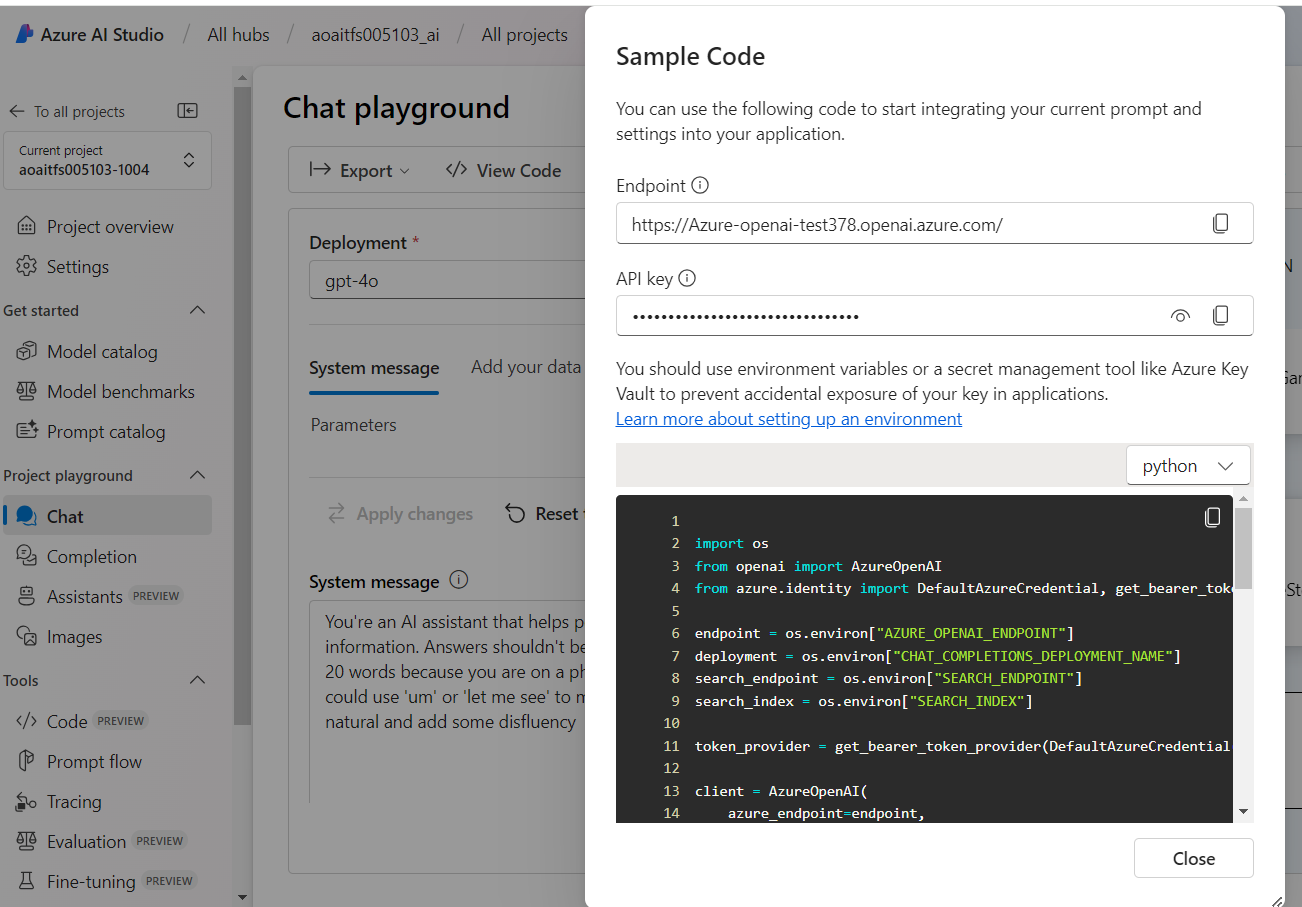 Azure AI Studio / All hubs / aoaitfs005103_ai / All projects
To all projects
Current project
aoaitfs005103-1004
Project overview
Settings
Get started
Model catalog
Model benchmarks
Prompt catalog
Project playground
Chat
Completion
Assistants PREVIEW
Images
Tools
Code PREVIEW
Prompt flow
Tracing
Evaluation PREVIEW
Fine-tuning PREVIEW
Chat playground
Export
</> View Code
Deployment *
gpt-4o
System message
Add your data
Parameters
Apply changes
Reset
System message
You're an AI assistant that helps
information. Answers shouldn't
20 words because you are on a
could use 'um' or 'let me see' to
natural and add some disfluency
Sample Code
You can use the following code to start integrating your current prompt and
settings into your application.
Endpoint
https://Azure-openai-test378.openai.azure.com/
API key
••••••••••••••••••••••••••••••••
You should use environment variables or a secret management tool like Azure Key
Vault to prevent accidental exposure of your key in applications.
Learn more about setting up an environment
python
1
2 import os
3 from openai import AzureOpenAI
4 from azure.identity import DefaultAzureCredential, get_bearer_tok
5
6 endpoint = os.environ["AZURE_OPENAI_ENDPOINT"]
7 deployment = os.environ["CHAT_COMPLETIONS_DEPLOYMENT_NAME"]
8 search_endpoint = os.environ["SEARCH_ENDPOINT"]
9 search_index = os.environ["SEARCH_INDEX"]
10
11 token_provider = get_bearer_token_provider(DefaultAzureCredential
12
13 client = AzureOpenAI(
14 azure_endpoint=endpoint,
Close